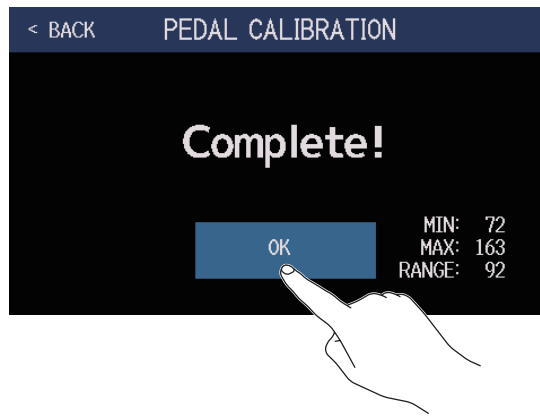 < BACK PEDAL CALIBRATION
Complete!
OK
MIN: 72
MAX: 163
RANGE: 92